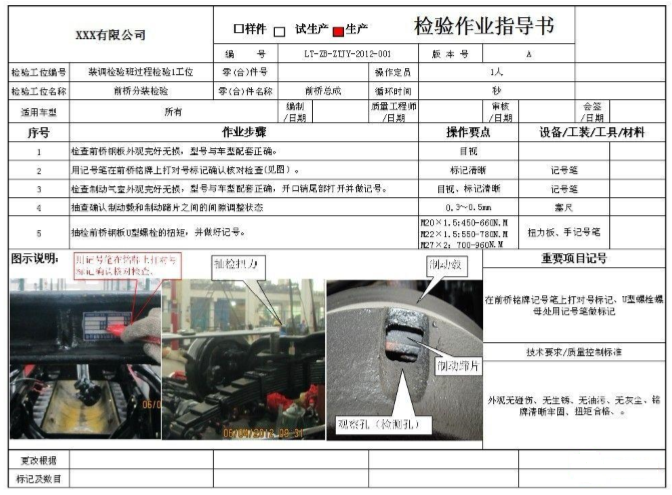 XXX有限公司
口样件 试生产 生产
检验作业指导书
编 号 LT-ZB-ZYJY-2012-001 版 本 号 A
检验工位编号 装调检验班过程检验1工位 零(合)件号 操作定员 1人
检验工位名称 前桥分装检验 零(合)件名称 前桥总成 循环时间 秒
适用车型 所有 编制/日期 质量工程师/日期 审核/日期 会签/日期
序号 作业步骤 操作要点 设备/工装/工具/材料
1 检查前桥钢板外观完好无损，型号与车型配套正确。 目视
2 用记号笔在前桥铭牌上打对号标记确认核对检查(见图)。 标记清晰 记号笔
3 检查制动气室外观完好无损，型号与车型配套正确，开口销尾部打开并做记号。 目视、标记清晰 记号笔
4 抽查确认制动毂和制动蹄片之间的间隙调整状态 0.3～0.5mm 塞尺
5 抽检前桥钢板U型螺栓的扭矩，并做好记号。 M20×1.5:450-660N.M
M22×1.5:550-780N.M
M27×2：700-960N.M
扭力板、手记号笔
图示说明：
用记号笔在铭牌上打对号标记确认核对检查、
抽检扭力
制动毂
制动蹄片
观察孔（检测孔）
06/0
06/04/2012 08:31
重要项目记号
在前桥铭牌记号笔上打对号标记、U型螺栓螺
母处用记号笔做标记
技术要求/质量控制标准
外观无碰伤、无生锈、无油污、无灰尘、铭
牌清晰牢固、扭矩合格、。
更改根据
标记及数目